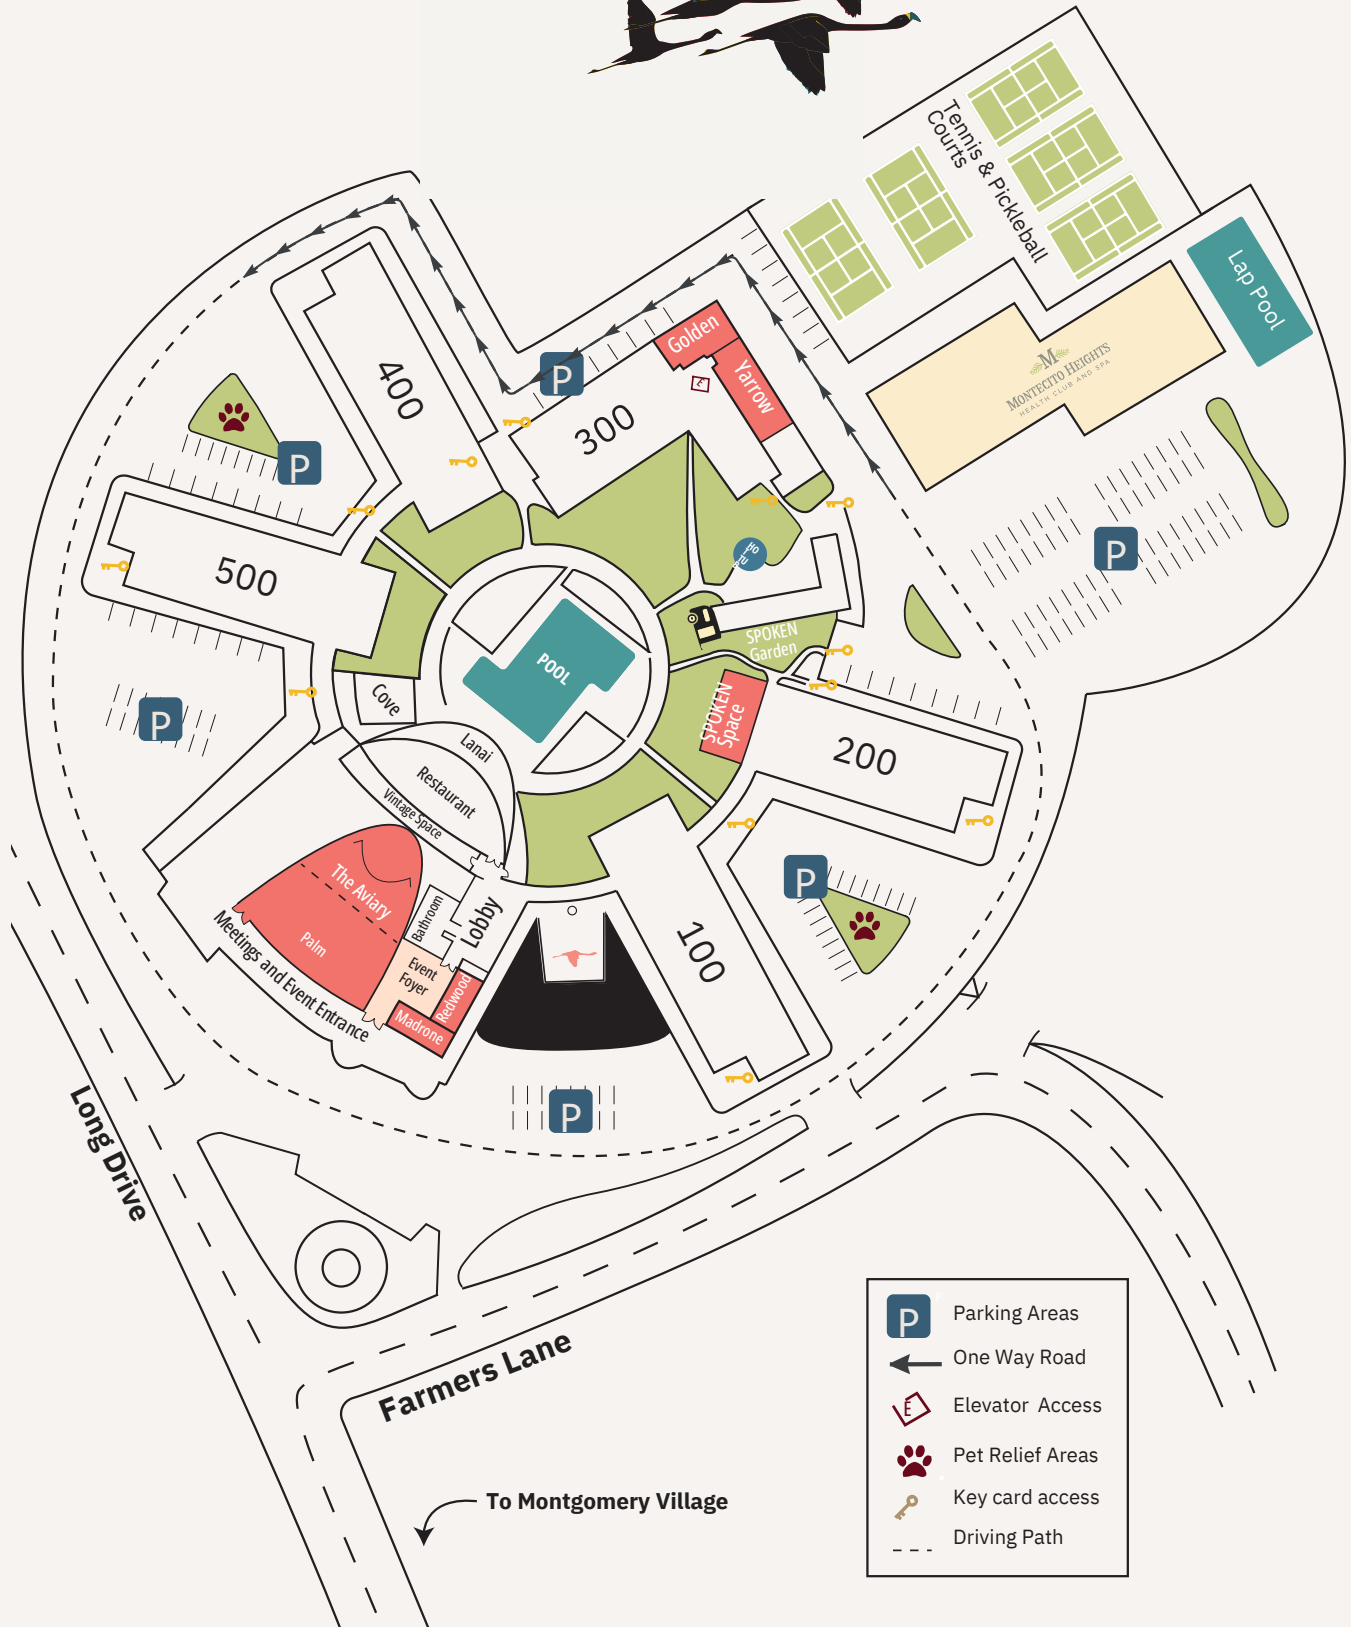 Tennis & Pickleball
Courts
Lap Pool
M
MONTECITO HEIGHTS
HEALTH CLUB AND SPA
Golden
Yarrow
E
P
400
300
P
500
HO
TU
P
SPOKEN
Garden
POOL
Cove
SPOKEN
Space
P
Lanai
200
Restaurant
Vintage Space
P
The Aviary
Palm
Bathroom
Lobby
100
Event
Foyer
Redwood
Madrone
Meetings and Event Entrance
P
Long Drive
Farmers Lane
To Montgomery Village
P
Parking Areas
One Way Road
E
Elevator Access
Pet Relief Areas
Key card access
Driving Path